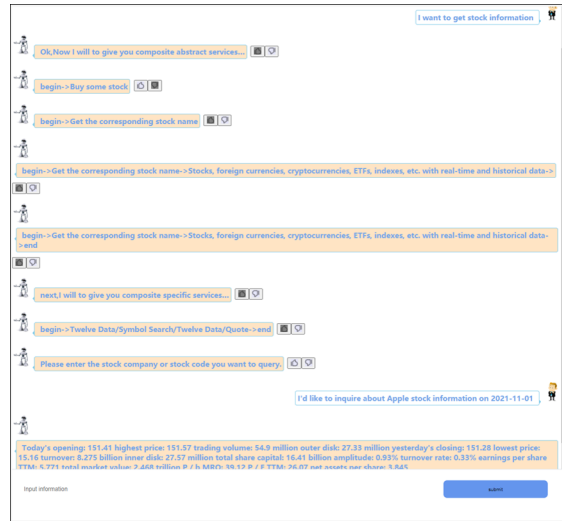 I want to get stock information
Ok,Now I will to give you composite abstract services...
begin->Buy some stock
begin->Get the corresponding stock name
begin->Get the corresponding stock name->Stocks, foreign currencies, cryptocurrencies, ETFs, indexes, etc. with real-time and historical data->
begin->Get the corresponding stock name->Stocks, foreign currencies, cryptocurrencies, ETFs, indexes, etc. with real-time and historical data-
>end
next,I will to give you composite specific services...
begin->Twelve Data/Symbol Search/Twelve Data/Quote->end
Please enter the stock company or stock code you want to query.
I'd like to inquire about Apple stock information on 2021-11-01
Today's opening: 151.41 highest price: 151.57 trading volume: 54.9 million outer disk: 27.33 million yesterday's closing: 151.28 lowest price:
15.16 turnover: 8.275 billion inner disk: 27.57 million total share capital: 16.41 billion amplitude: 0.93% turnover rate: 0.33% earnings per share
TTM: 5.771 total market value: 2.468 trillion P / b MRQ: 39.12 P / E TTM: 26.07 net assets per share: 3.845
Input information
SUBMIT